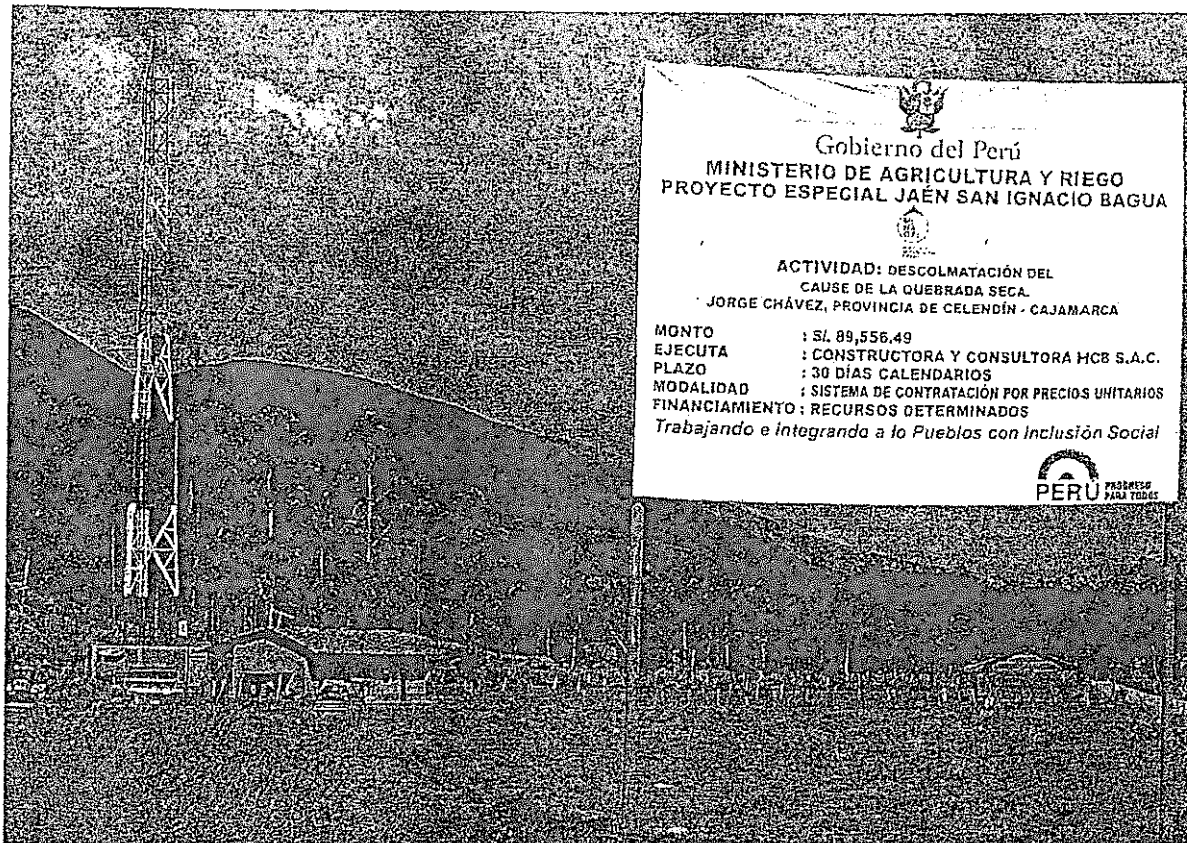 Gobierno del Perú
MINISTERIO DE AGRICULTURA Y RIEGO
PROYECTO ESPECIAL JAÉN SAN IGNACIO BAGUA
ACTIVIDAD: DESCOLMATACIÓN DEL
CAUSE DE LA QUEBRADA SECA.
JORGE CHÁVEZ, PROVINCIA DE CELENDÍN - CAJAMARCA
MONTO : S/. 89,556,49
EJECUTA : CONSTRUCTORA Y CONSULTORA HCB S.A.C.
PLAZO : 30 DÍAS CALENDARIOS
MODALIDAD : SISTEMA DE CONTRATACIÓN POR PRECIOS UNITARIOS
FINANCIAMIENTO : RECURSOS DETERMINADOS
Trabajando e Integrando a lo Pueblos con Inclusión Social
PERÚ PROGRESO
PARA TODOS